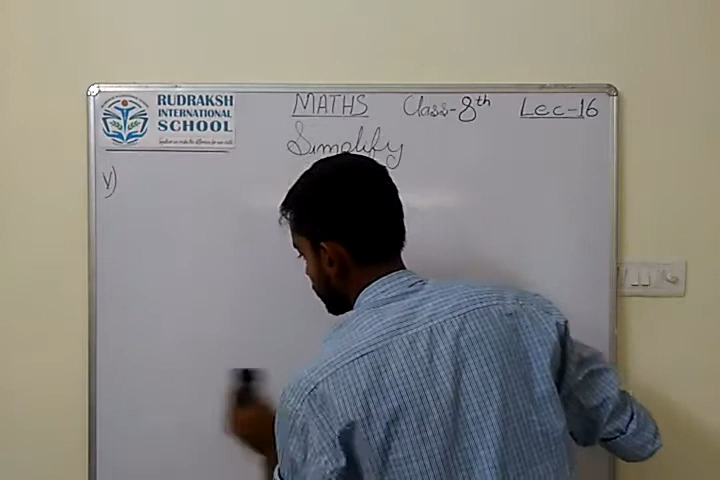 RUDRAKSH
INTERNATIONAL
SCHOOL
MATHS Class-8th Lec-16
Simplify
v)